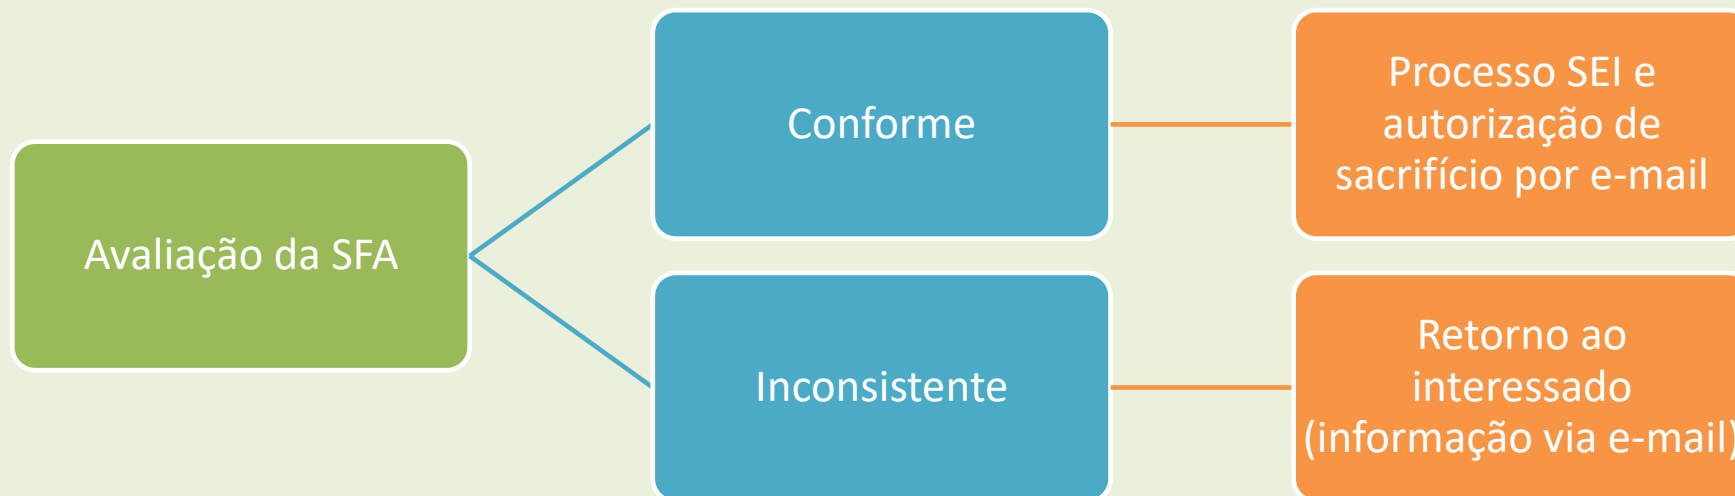 Avaliação da SFA
Conforme
Processo SEI e
autorização de
sacrifício por e-mail
Inconsistente
Retorno ao
interessado
(informação via e-mail)